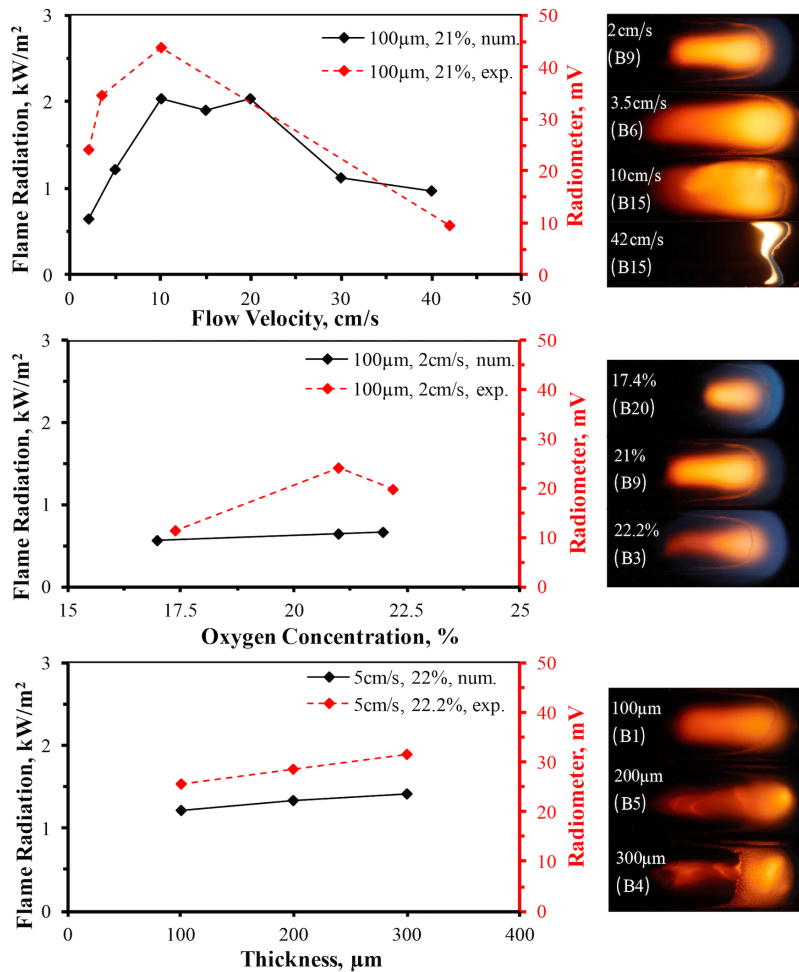 Flame Radiation, kW/m²
3
2
1
0
100µm, 21%, num.
100µm, 21%, exp.
50
40
30
20
10
0
Radiometer, mV
0
10
20
30
40
50
Flow Velocity, cm/s
2cm/s
(B9)
3.5cm/s
(B6)
10cm/s
(B15)
42cm/s
(B15)
Flame Radiation, kW/m²
3
2
1
0
100µm, 2cm/s, num.
100µm, 2cm/s, exp.
50
40
30
20
10
0
Radiometer, mV
15
17.5
20
22.5
25
Oxygen Concentration, %
17.4%
(B20)
21%
(B9)
22.2%
(B3)
Flame Radiation, kW/m²
3
2
1
0
5cm/s, 22%, num.
5cm/s, 22.2%, exp.
50
40
30
20
10
0
Radiometer, mV
0
100
200
300
400
Thickness, µm
100µm
(B1)
200µm
(B5)
300µm
(B4)